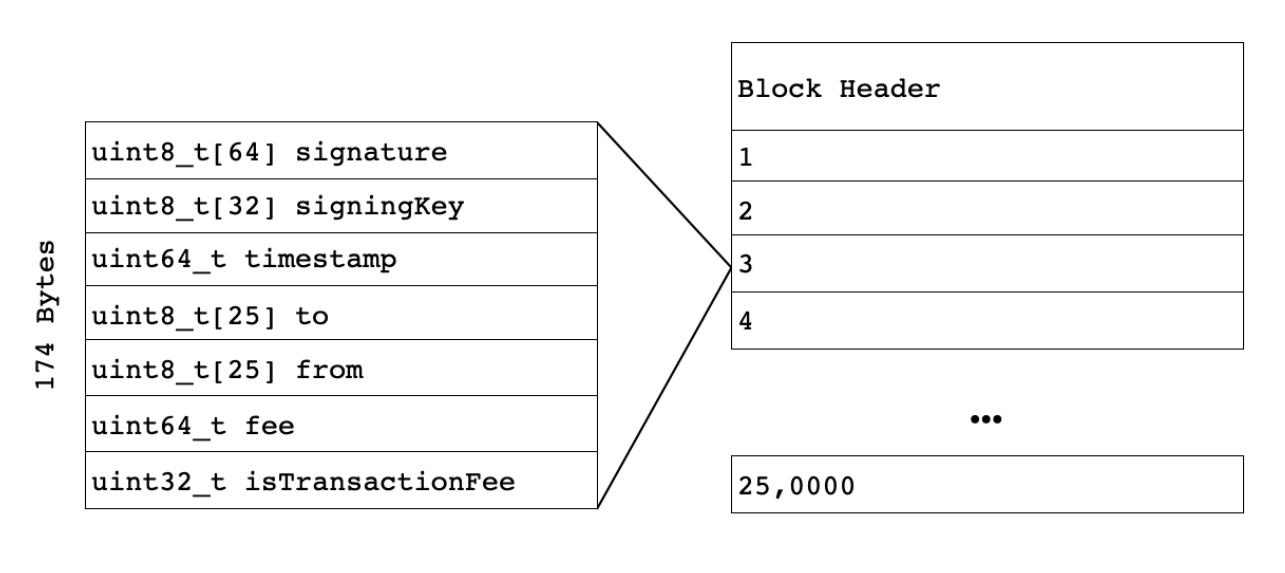 174 Bytes
uint8_t[64] signature
uint8_t[32] signingKey
uint64_t timestamp
uint8_t[25] to
uint8_t[25] from
uint64_t fee
uint32_t isTransactionFee
Block Header
1
2
3
4
•••
25,0000